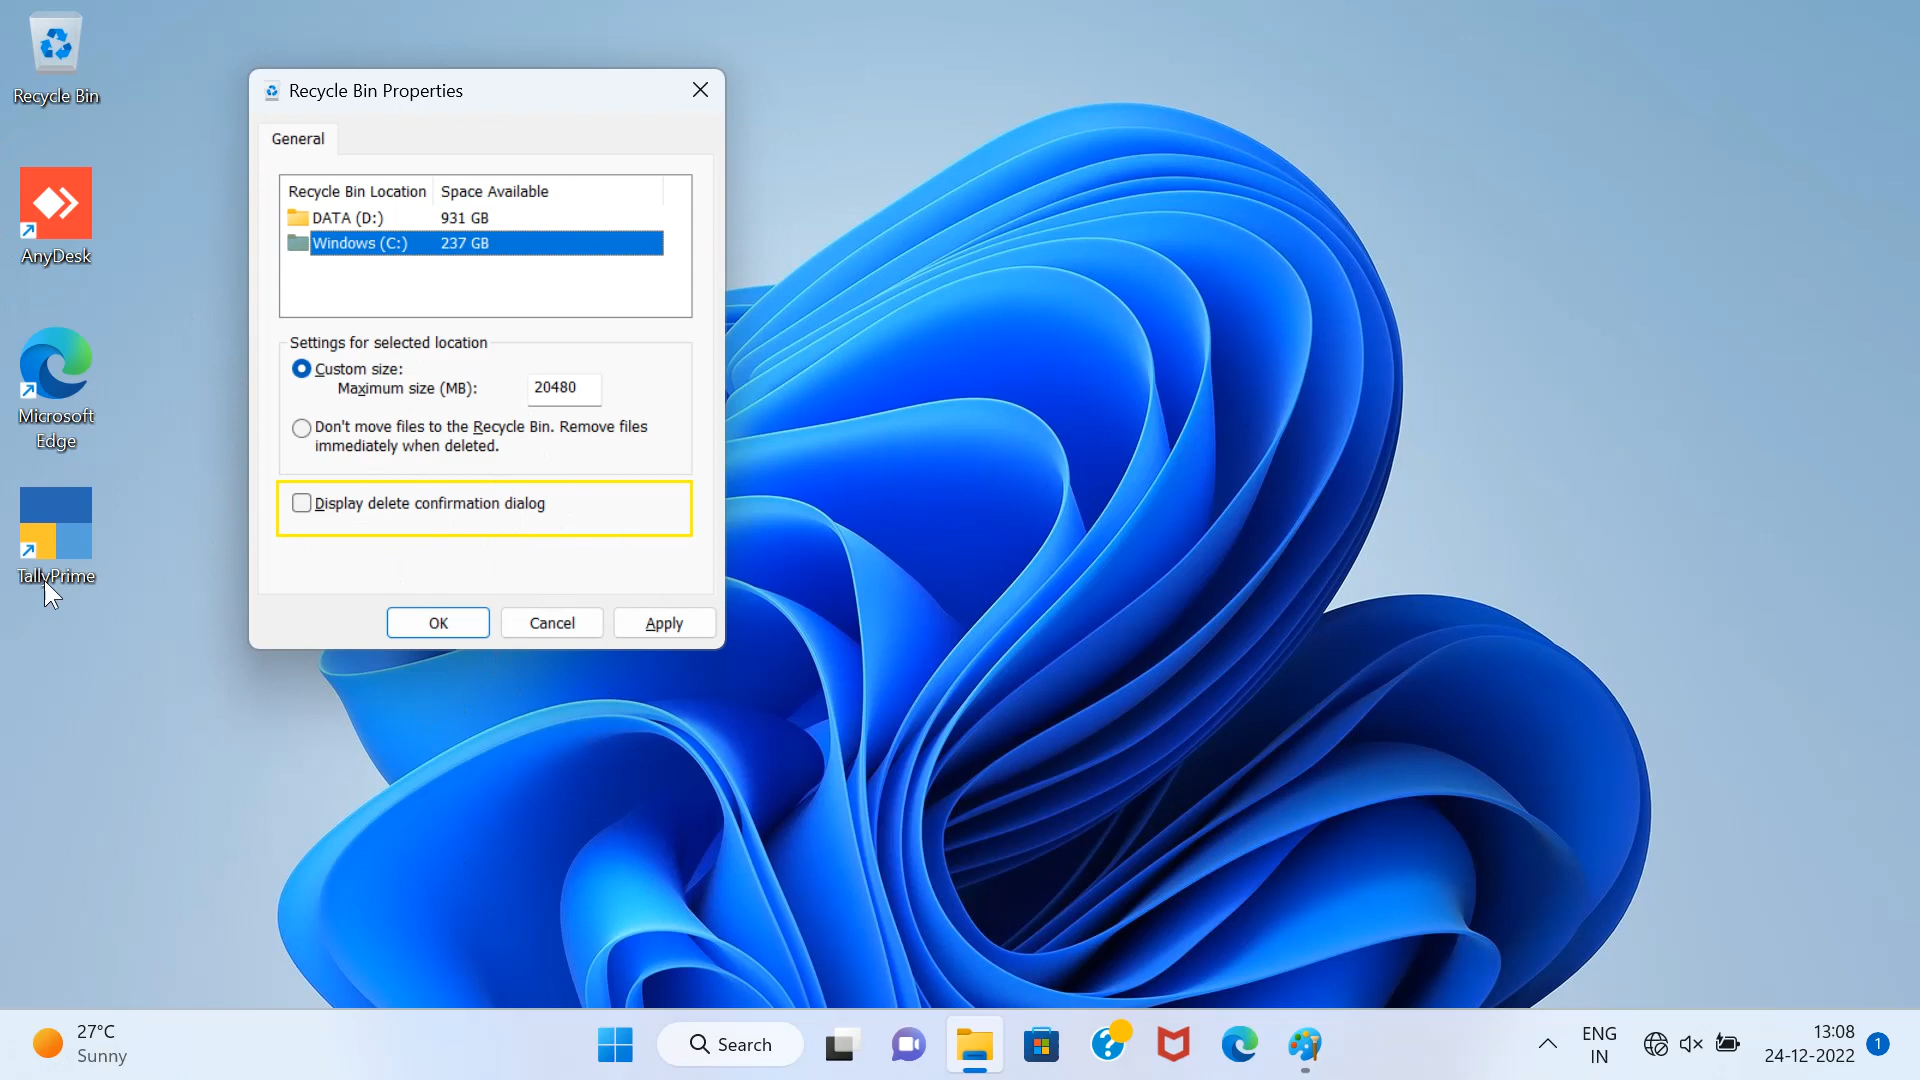 Recycle Bin
AnyDesk
Microsoft
Edge
TallyPrime
Recycle Bin Properties
General
Recycle Bin Location Space Available
DATA (D:) 931 GB
Windows (C:) 237 GB
Settings for selected location
Custom size:
Maximum size (MB): 20480
Don't move files to the Recycle Bin. Remove files
immediately when deleted.
Display delete confirmation dialog
OK Cancel Apply
27°C
Sunny
Search
ENG
IN
13:08
24-12-2022
1